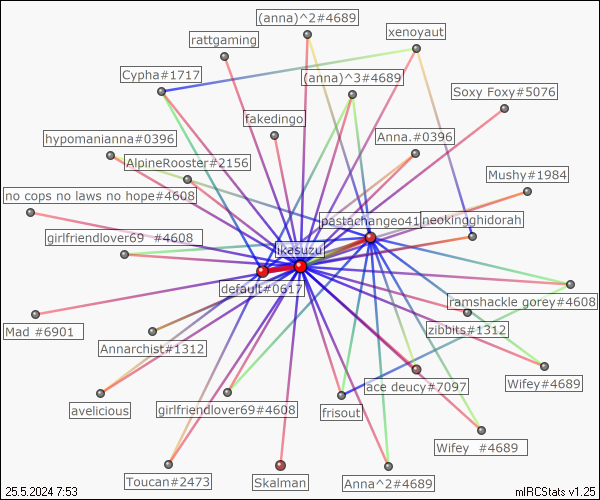 (anna)^2#4689
rattgaming
xenoyaut
Cypha#1717
(anna)^3#4689
Soxy Foxy#5076
fakedingo
hypomanianna#0396
Anna.#0396
AlpineRooster#2156
Mushy#1984
no cops no laws no hope#4608
pastachangeo41
neokingghidorah
girlfriendlover69 #4608
ikasuzu
default#0617
ramshackle gorey#4608
Mad #6901
zibbits#1312
Annarchist#1312
ace deucy#7097
Wifey#4689
avelicious
girlfriendlover69#4608
frisout
Wifey #4689
Toucan#2473
Skalman
Anna^2#4689
25.5.2024 7:53
mIRCStats v1.25